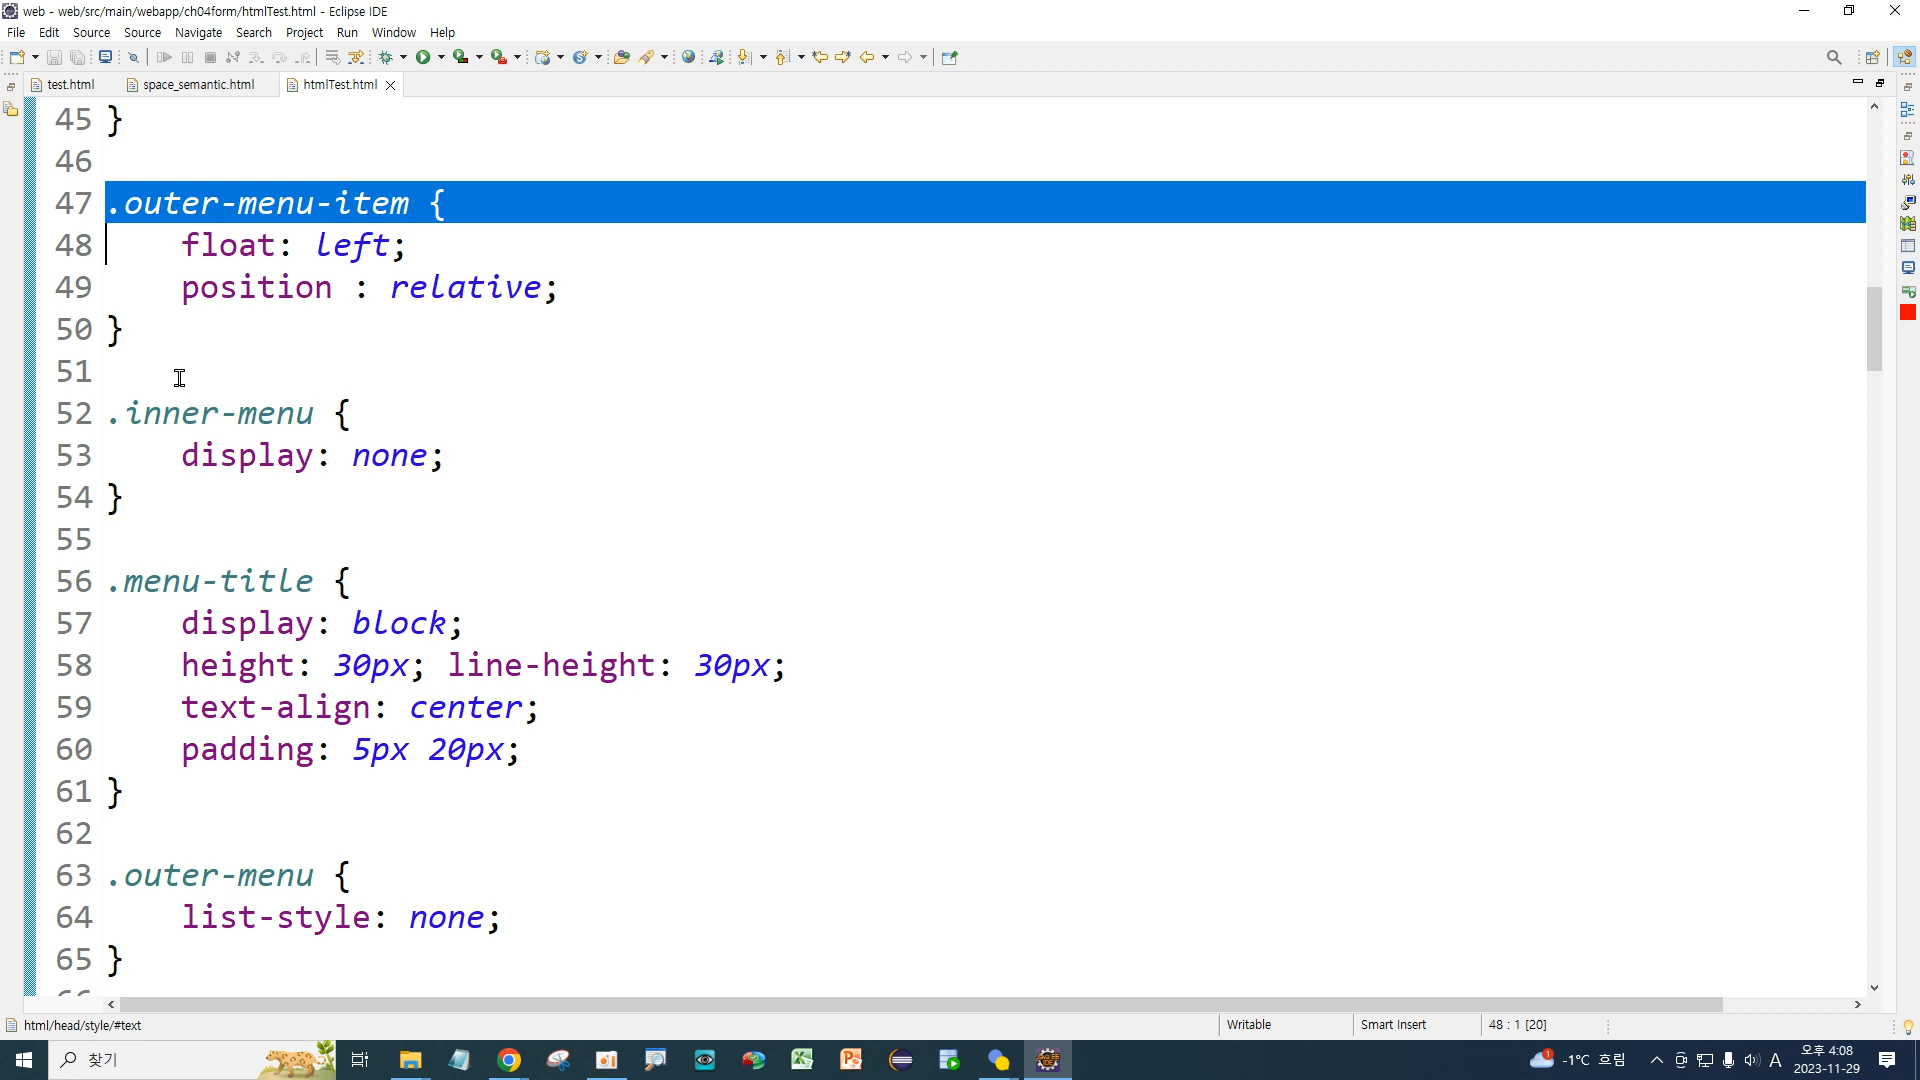 web - web/src/main/webapp/ch04form/htmlTest.html - Eclipse IDE
File Edit Source Source Navigate Search Project Run Window Help
test.html space_semantic.html htmlTest.html
45 }
46
47 .outer-menu-item {
48 float: left;
49 position : relative;
50 }
51
52 .inner-menu {
53 display: none;
54 }
55
56 .menu-title {
57 display: block;
58 height: 30px; line-height: 30px;
59 text-align: center;
60 padding: 5px 20px;
61 }
62
63 .outer-menu {
64 list-style: none;
65 }
66
html/head/style/#text Writable Smart Insert 48 : 1 [20]
찾기 1 -1°C 흐림 A 오후 4:08
2023-11-29